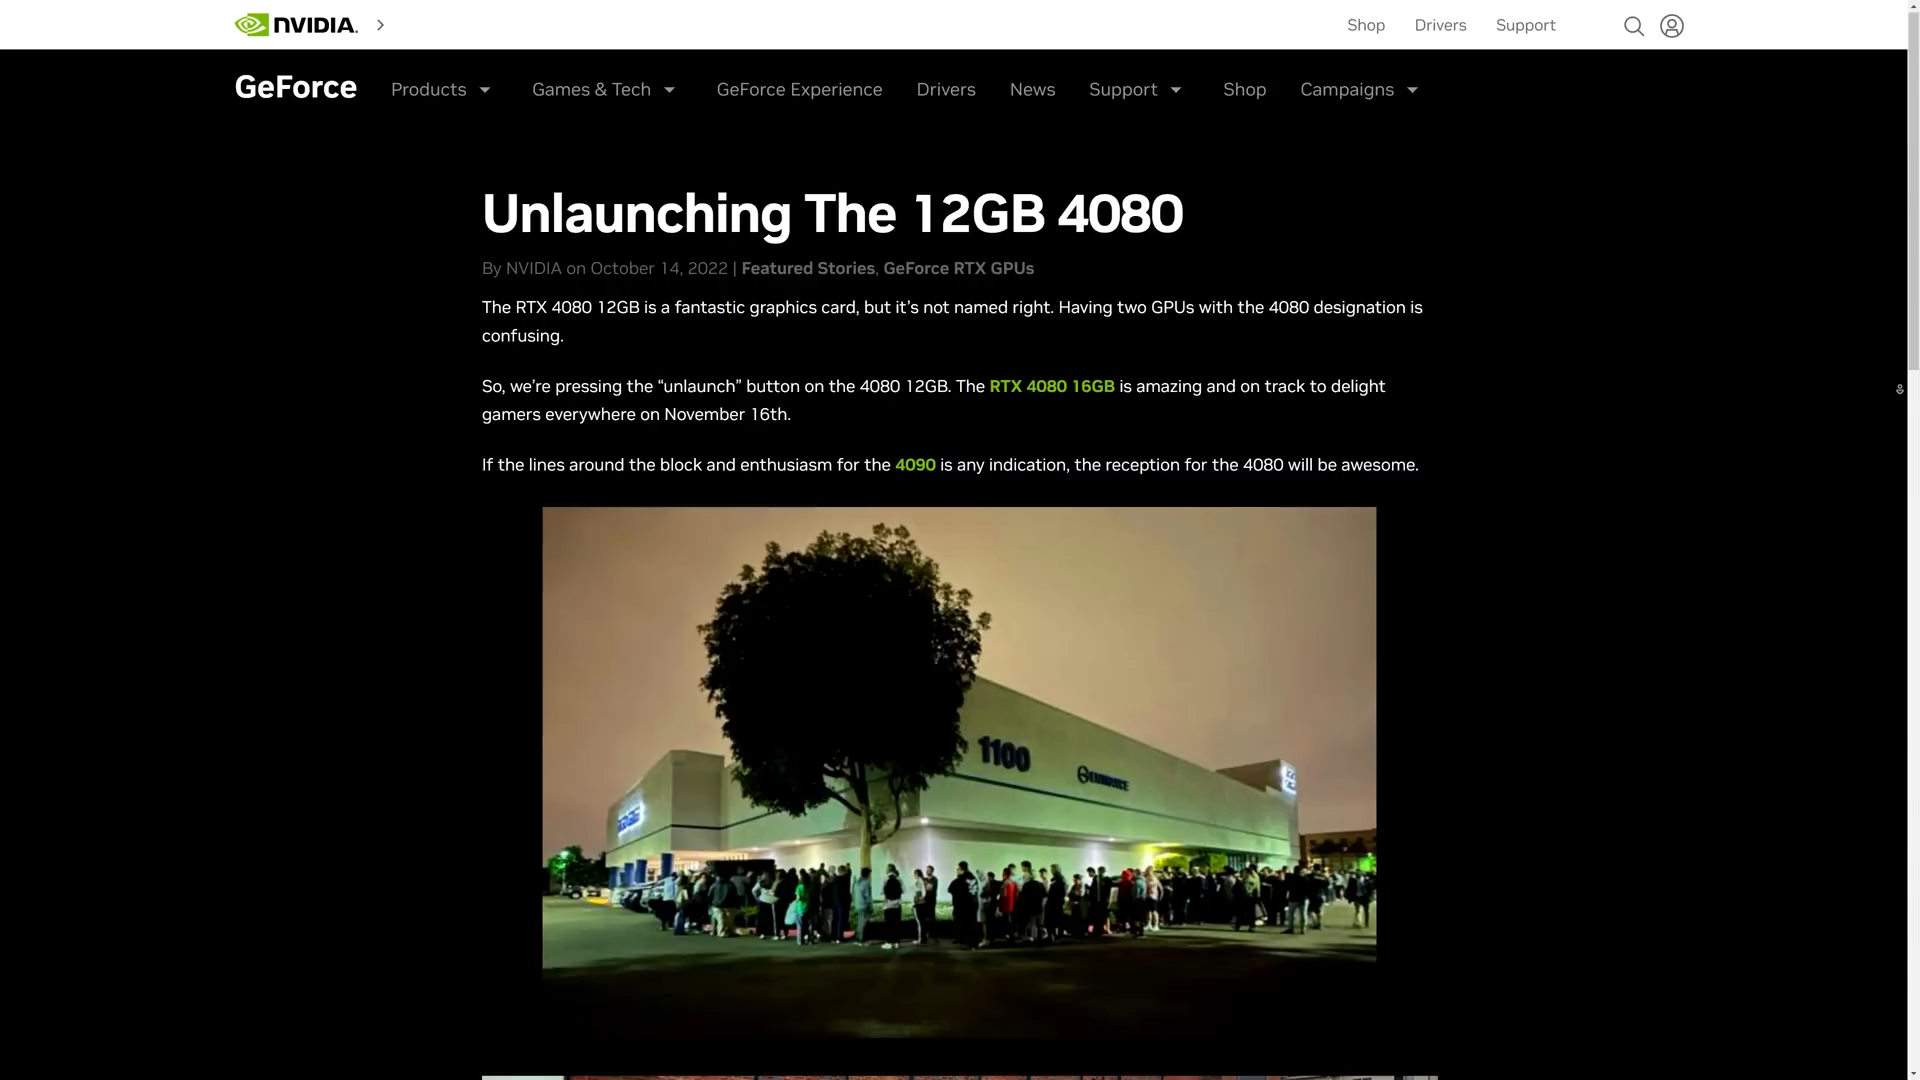 NVIDIA.
Shop Drivers Support
GeForce Products Games & Tech GeForce Experience Drivers News Support Shop Campaigns
Unlaunching The 12GB 4080
By NVIDIA on October 14, 2022 | Featured Stories, GeForce RTX GPUs
The RTX 4080 12GB is a fantastic graphics card, but it’s not named right. Having two GPUs with the 4080 designation is
confusing.
So, we’re pressing the “unlaunch” button on the 4080 12GB. The RTX 4080 16GB is amazing and on track to delight
gamers everywhere on November 16th.
If the lines around the block and enthusiasm for the 4090 is any indication, the reception for the 4080 will be awesome.
1100